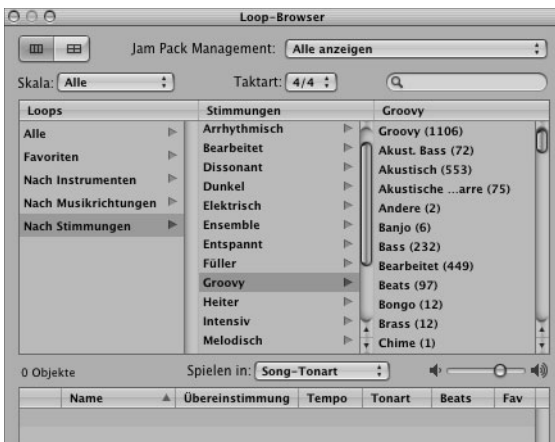 Loop-Browser
Jam Pack Management: Alle anzeigen
Skala: Alle Taktart: 4/4
Loops Stimmungen Groovy
Alle
Favoriten
Nach Instrumenten
Nach Musikrichtungen
Nach Stimmungen
Arrhythmisch
Bearbeitet
Dissonant
Dunkel
Elektrisch
Ensemble
Entspannt
Füller
Groovy
Heiter
Intensiv
Melodisch
Groovy (1106)
Akust. Bass (72)
Akustisch (553)
Akustische ...arre (75)
Andere (2)
Banjo (6)
Bass (232)
Bearbeitet (449)
Beats (97)
Bongo (12)
Brass (12)
Chime (1)
0 Objekte Spielen in: Song-Tonart
Name Übereinstimmung Tempo Tonart Beats Fav